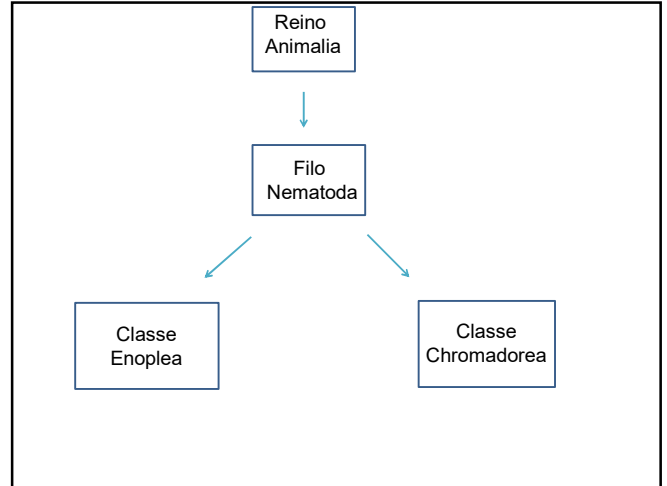 Reino
Animalia
Filo
Nematoda
Classe
Enoplea
Classe
Chromadorea